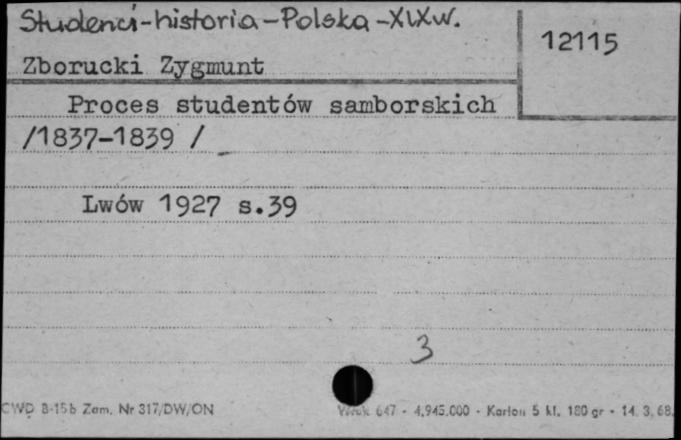 Studenci-historia-Polska-XIXw.
12115
Zborucki Zygmunt
Proces studentów samborskich
/1837-1839 /
Lwów 1927 s.39
3
CWD B-15b Zam. Nr 317/DW/ON
647 - 4.945.000 - Karton 5 kl. 180 gr - 14. 3. 68.